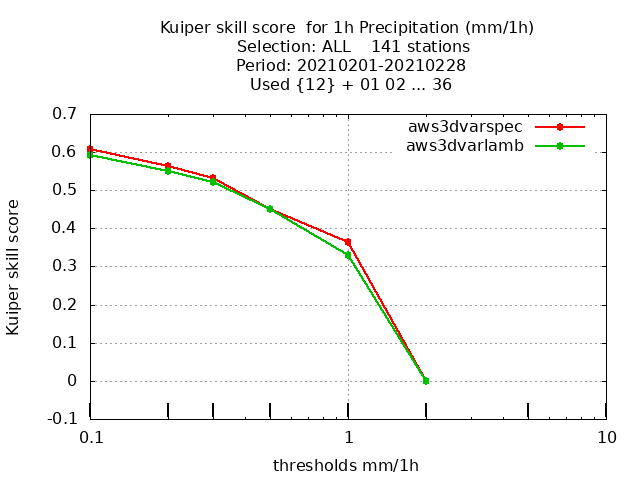 Kuiper skill score  for 1h Precipitation (mm/1h)
Selection: ALL    141 stations
Period: 20210201-20210228
Used {12} + 01 02 ... 36
0.7
0.6
0.5
0.4
0.3
0.2
0.1
0
-0.1
Kuiper skill score
aws3dvarspec
aws3dvarlamb
0.1
1
10
thresholds mm/1h